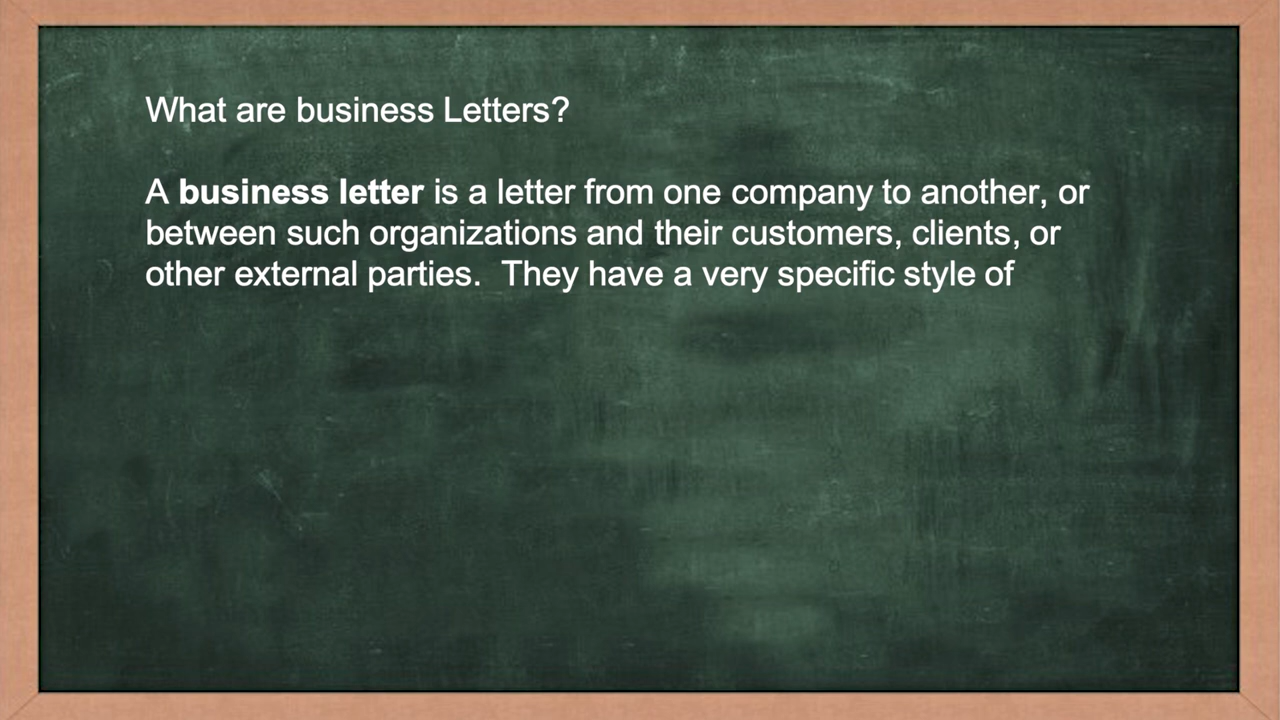 What are business Letters?
A business letter is a letter from one company to another, or
between such organizations and their customers, clients, or
other external parties.  They have a very specific style of